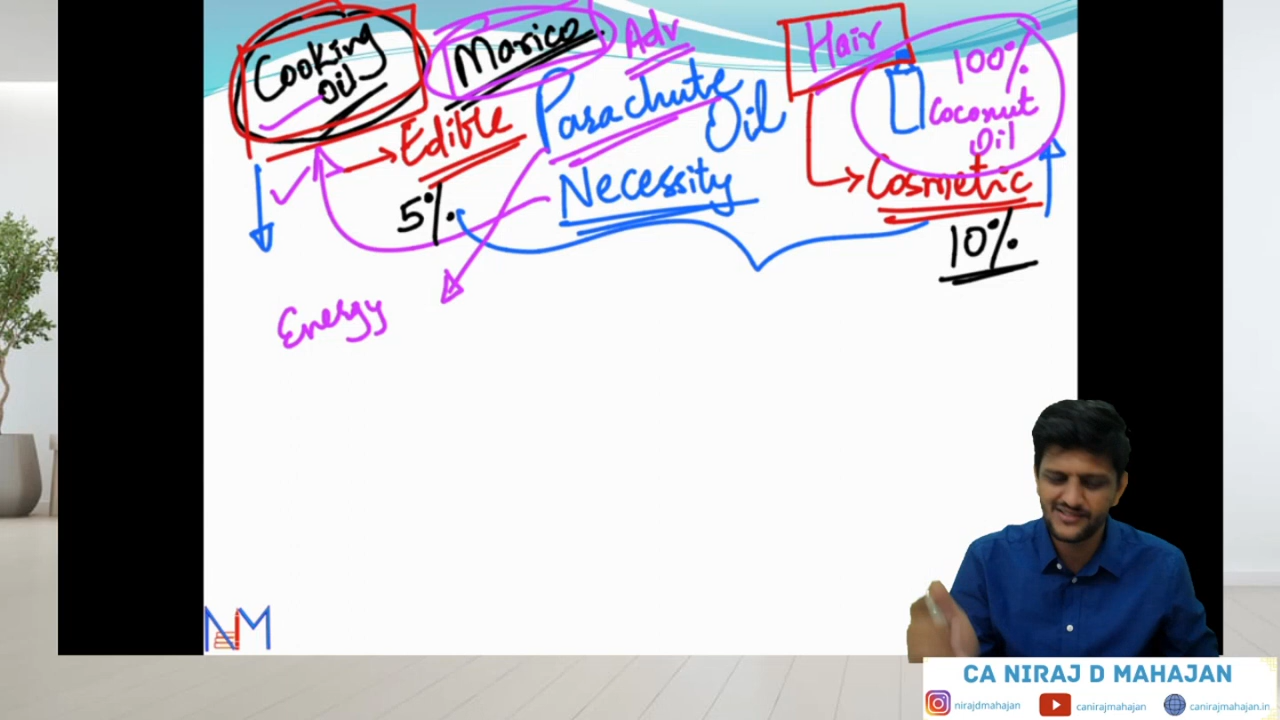 Cooking Oil
Marico
Adv
Hair
100%
Coconut
Oil
Edible
Parachute
Oil
Cosmetic
5%
Necessity
10%
Energy
NM
CA NIRAJ D MAHAJAN
nirajdmahajan
canirajmahajan
canirajmahajan.in